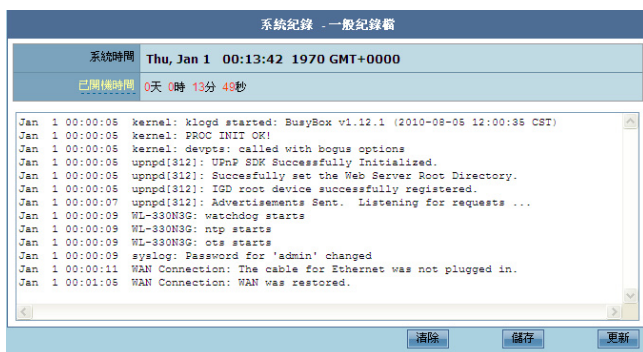 系統紀錄 - 一般紀錄檔
系統時間 Thu, Jan 1 00:13:42 1970 GMT+0000
已開機時間 0天 0時 13分 49秒
Jan 1 00:00:05 kernel: klogd started: BusyBox v1.12.1 (2010-08-05 12:00:35 CST)
Jan 1 00:00:05 kernel: PROC INIT OK!
Jan 1 00:00:05 kernel: devpts: called with bogus options
Jan 1 00:00:05 upnpd[312]: UPnP SDK Successfully Initialized.
Jan 1 00:00:05 upnpd[312]: Succesfully set the Web Server Root Directory.
Jan 1 00:00:05 upnpd[312]: IGD root device successfully registered.
Jan 1 00:00:07 upnpd[312]: Advertisements Sent. Listening for requests ...
Jan 1 00:00:09 WL-330N3G: watchdog starts
Jan 1 00:00:09 WL-330N3G: ntp starts
Jan 1 00:00:09 WL-330N3G: ots starts
Jan 1 00:00:09 syslog: Password for 'admin' changed
Jan 1 00:00:11 WAN Connection: The cable for Ethernet was not plugged in.
Jan 1 00:01:05 WAN Connection: WAN was restored.
清除 儲存 更新